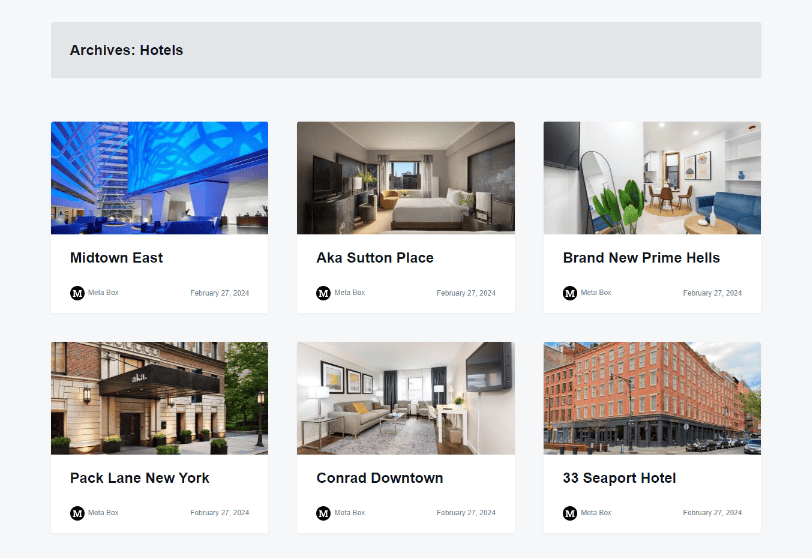 Archives: Hotels
Midtown East
M Meta Box February 27, 2024
Aka Sutton Place
M Meta Box February 27, 2024
Brand New Prime Hells
M Meta Box February 27, 2024
aka.
Pack Lane New York
M Meta Box February 27, 2024
Conrad Downtown
M Meta Box February 27, 2024
33 Seaport Hotel
M Meta Box February 27, 2024